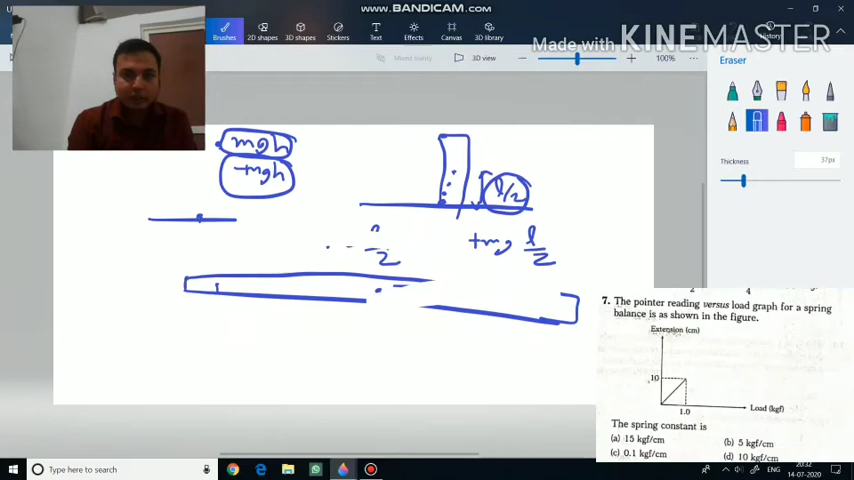 WWW.BANDICAM.COM
Made with KINEMASTER
Brushes
2D shapes
3D shapes
Stickers
Text
Effects
Canvas
3D library
History
3D view
100%
Eraser
Thickness
37px
mgh
-mgh
l/2
+mg l/2
2
4
7. The pointer reading versus load graph for a spring
balance is as shown in the figure.
Extension (cm)
10
1.0
Load (kgf)
The spring constant is
(a) 15 kgf/cm
(b) 5 kgf/cm
(c) 0.1 kgf/cm
(d) 10 kgf/cm
Type here to search
ENG
20:32
14-07-2020